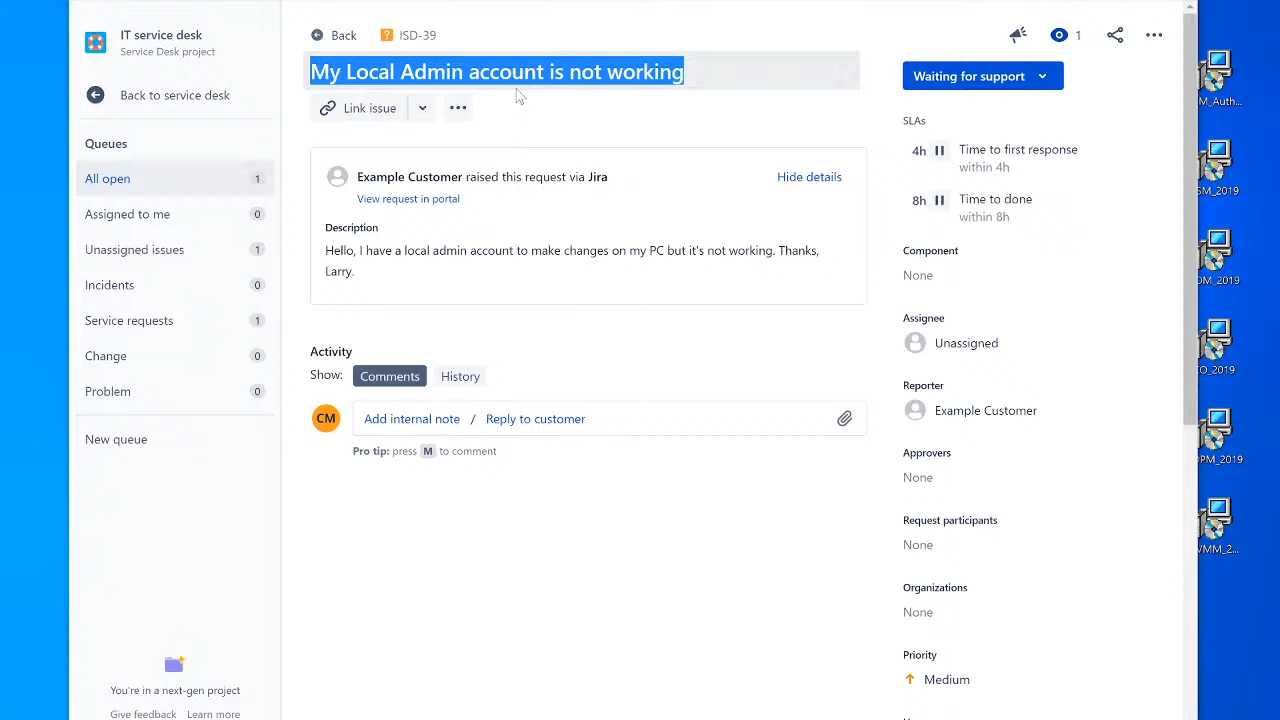 IT service desk
Service Desk project
Back to service desk
Queues
All open 1
Assigned to me 0
Unassigned issues 1
Incidents 0
Service requests 1
Change 0
Problem 0
New queue
You're in a next-gen project
Give feedback Learn more
Back ISD-39
1
My Local Admin account is not working
Link issue
Example Customer raised this request via Jira
Hide details
View request in portal
Description
Hello, I have a local admin account to make changes on my PC but it's not working. Thanks,
Larry.
Activity
Show: Comments History
CM Add internal note / Reply to customer
Pro tip: press M to comment
Waiting for support
SLAs
4h Time to first response
within 4h
8h Time to done
within 8h
Component
None
Assignee
Unassigned
Reporter
Example Customer
Approvers
None
Request participants
None
Organizations
None
Priority
Medium
M_Auth...
SM_2019
OM_2019
CO_2019
DPM_2019
VMM_2...